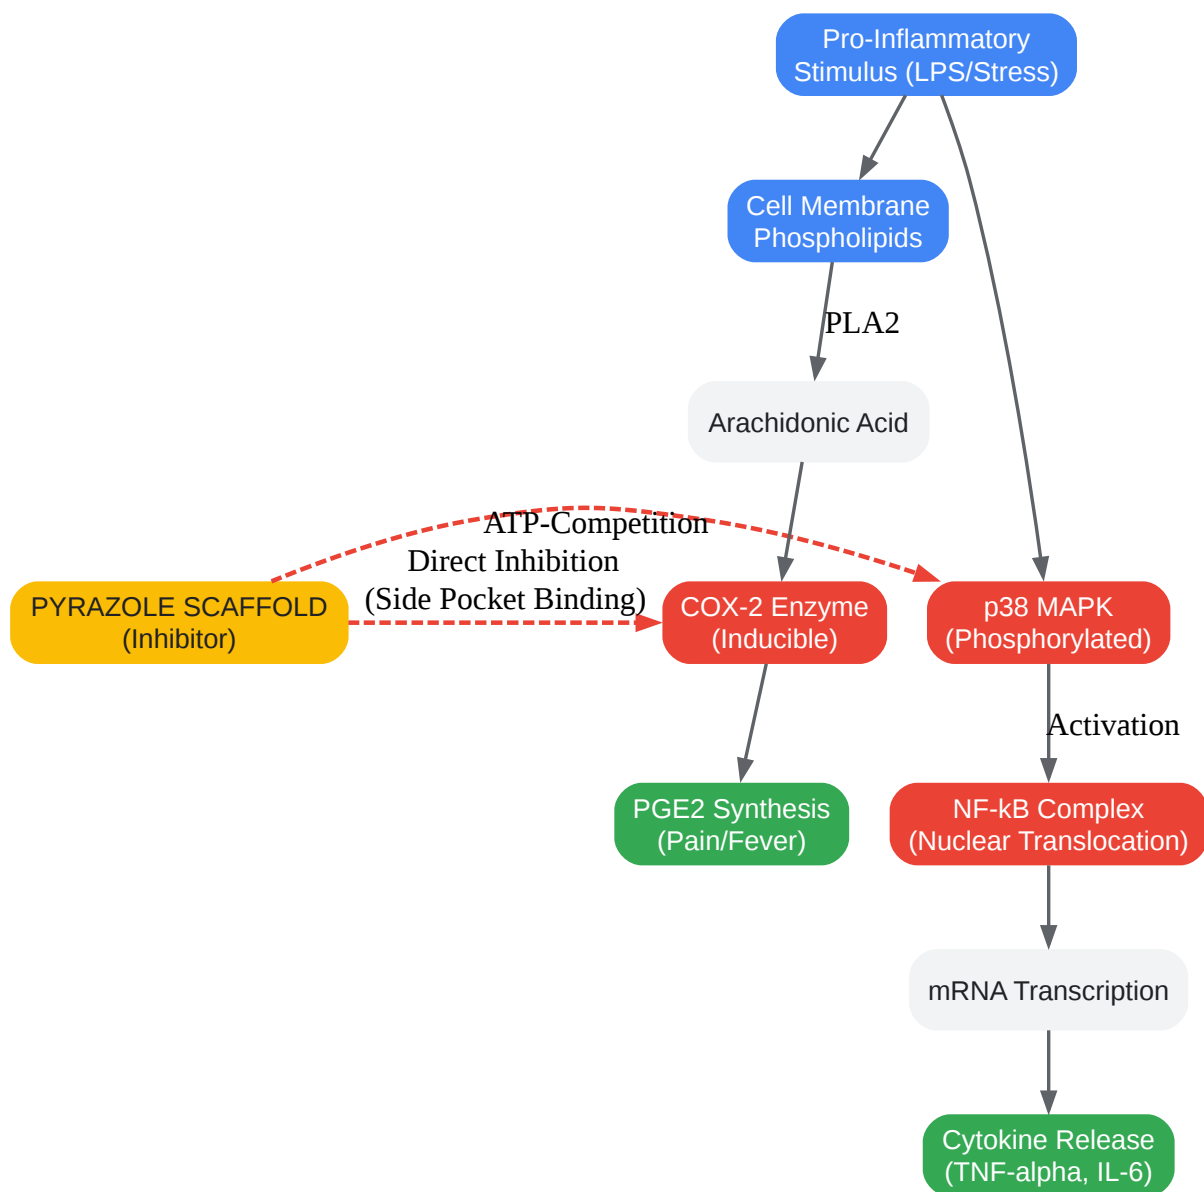 Pro-Inflammatory
Stimulus (LPS/Stress)
Cell Membrane
Phospholipids
PLA2
Arachidonic Acid
ATP-Competition
Direct Inhibition
(Side Pocket Binding)
PYRAZOLE SCAFFOLD
(Inhibitor)
COX-2 Enzyme
(Inducible)
p38 MAPK
(Phosphorylated)
Activation
PGE2 Synthesis
(Pain/Fever)
NF-kB Complex
(Nuclear Translocation)
mRNA Transcription
Cytokine Release
(TNF-alpha, IL-6)